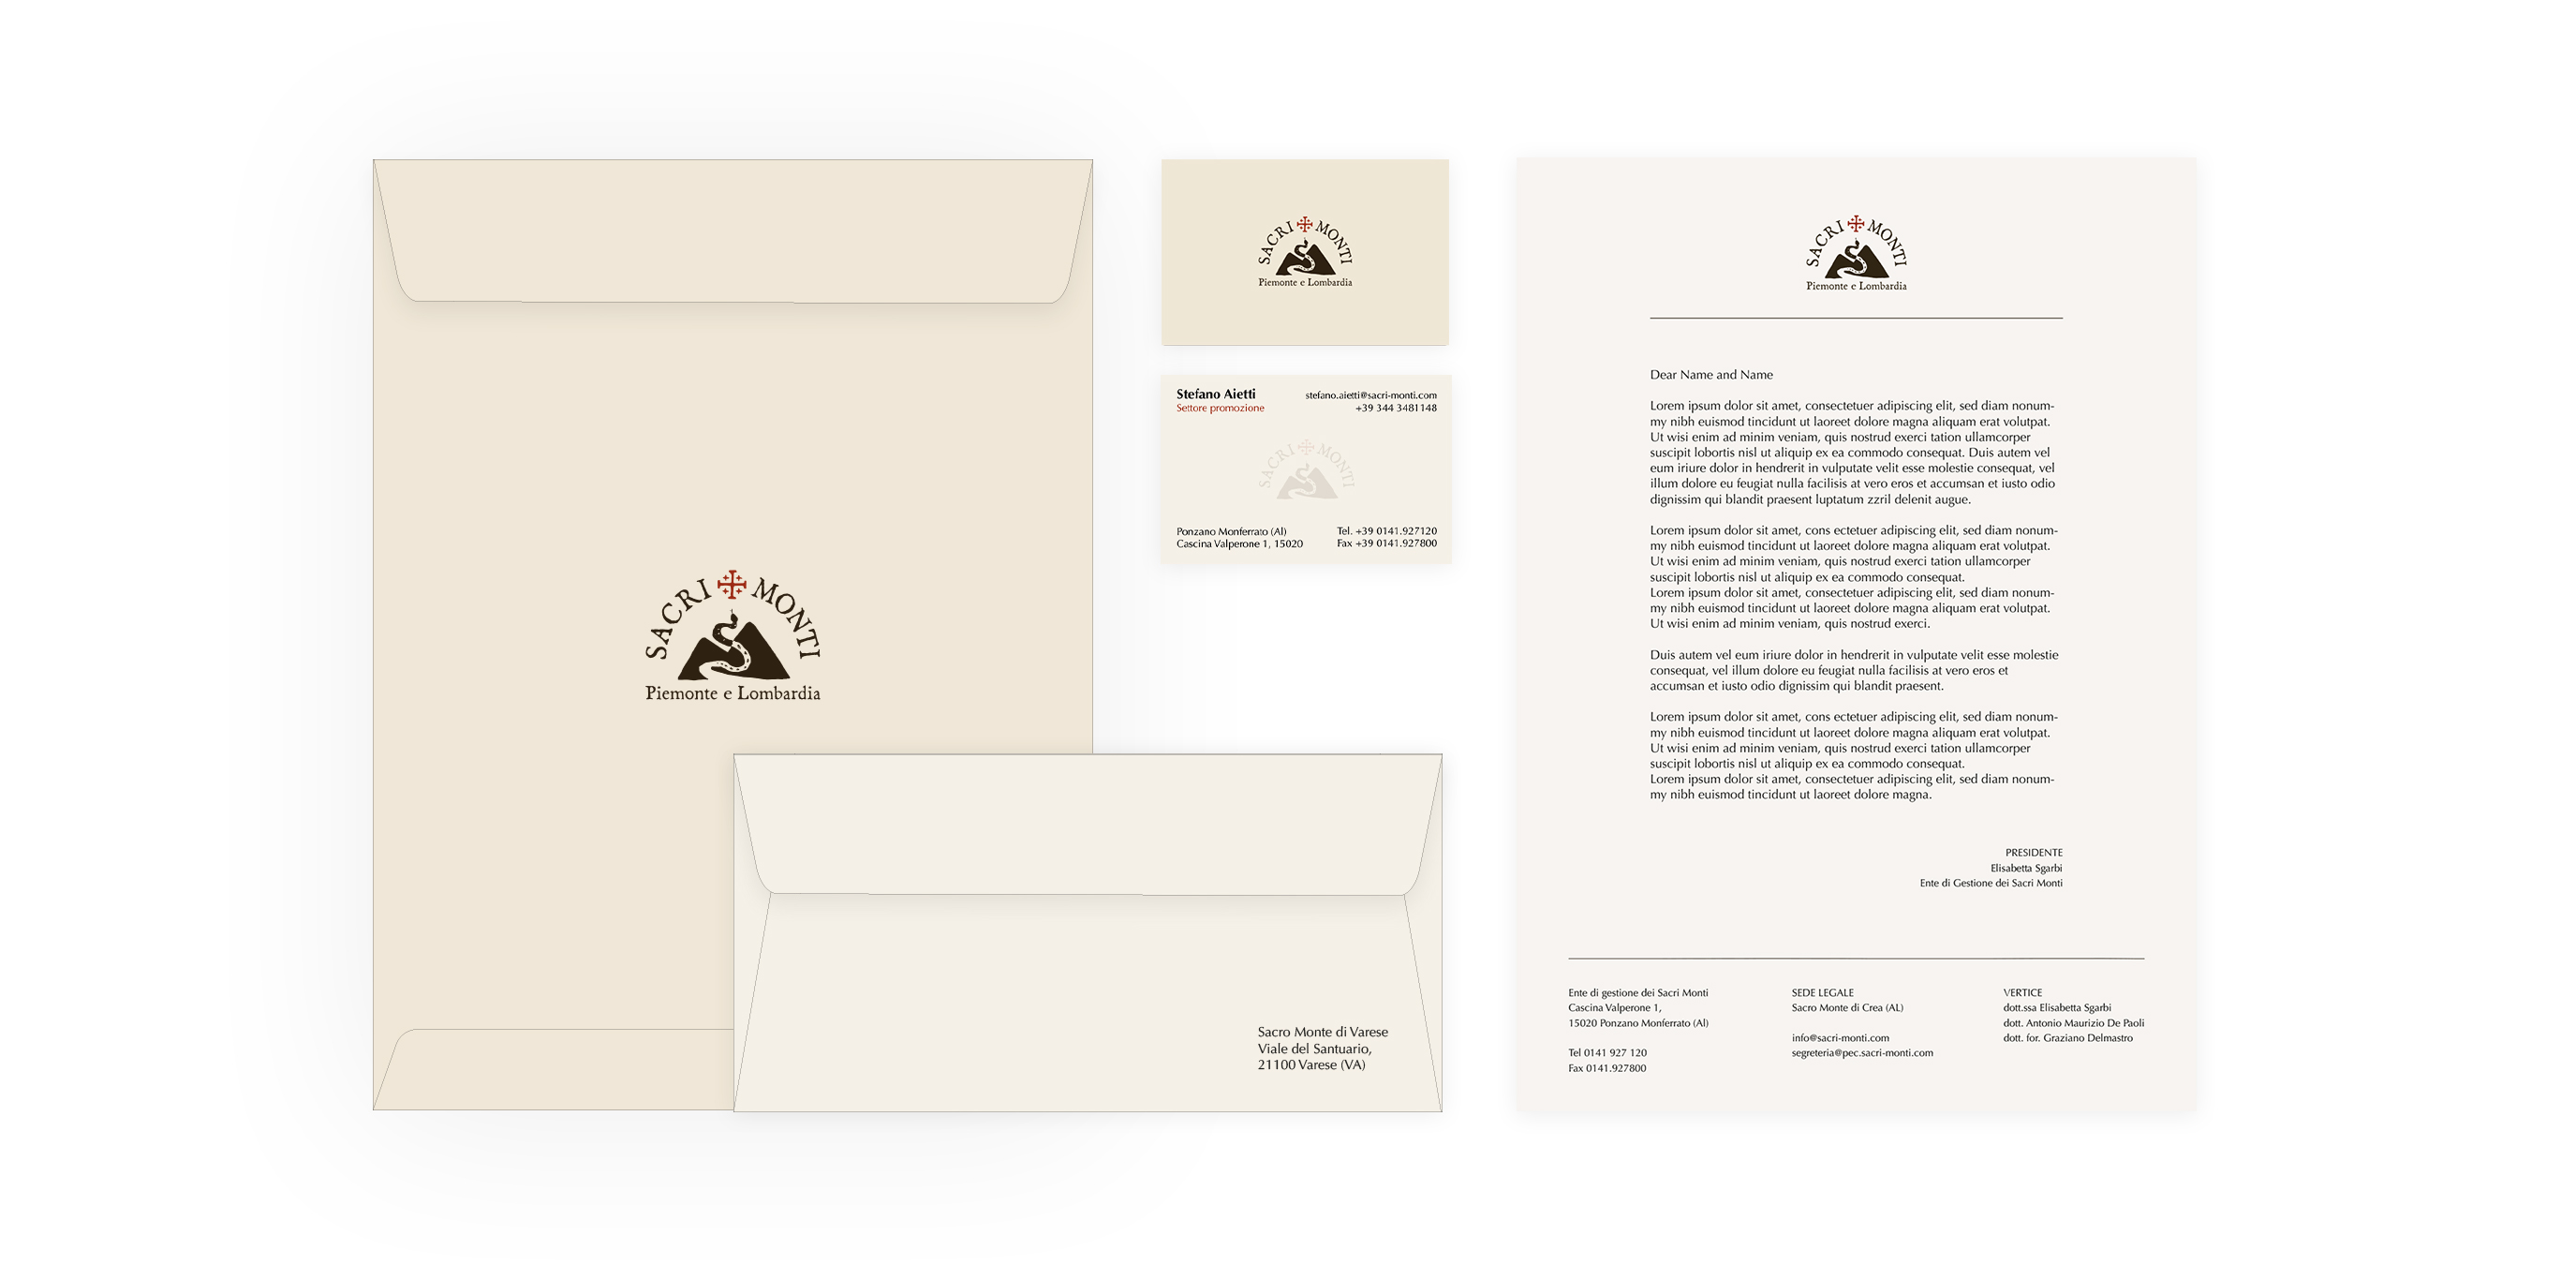 SACRI MONTI
Piemonte e Lombardia
SACRI MONTI
Piemonte e Lombardia
Stefano Aietti
Settore promozione
stefano.aietti@sacri-monti.com
+39 344 3481148
SACRI MONTI
Ponzano Monferrato (Al)
Cascina Valperone 1, 15020
Tel. +39 0141.927120
Fax +39 0141.927800
Sacro Monte di Varese
Viale del Santuario,
21100 Varese (VA)
SACRI MONTI
Piemonte e Lombardia
Dear Name and Name
Lorem ipsum dolor sit amet, consectetuer adipiscing elit, sed diam nonum-
my nibh euismod tincidunt ut laoreet dolore magna aliquam erat volutpat.
Ut wisi enim ad minim veniam, quis nostrud exerci tation ullamcorper
suscipit lobortis nisl ut aliquip ex ea commodo consequat. Duis autem vel
eum iriure dolor in hendrerit in vulputate velit esse molestie consequat, vel
illum dolore eu feugiat nulla facilisis at vero eros et accumsan et iusto odio
dignissim qui blandit praesent luptatum zzril delenit augue.
Lorem ipsum dolor sit amet, cons ectetuer adipiscing elit, sed diam nonum-
my nibh euismod tincidunt ut laoreet dolore magna aliquam erat volutpat.
Ut wisi enim ad minim veniam, quis nostrud exerci tation ullamcorper
suscipit lobortis nisl ut aliquip ex ea commodo consequat.
Lorem ipsum dolor sit amet, consectetuer adipiscing elit, sed diam nonum-
my nibh euismod tincidunt ut laoreet dolore magna aliquam erat volutpat.
Ut wisi enim ad minim veniam, quis nostrud exerci.
Duis autem vel eum iriure dolor in hendrerit in vulputate velit esse molestie
consequat, vel illum dolore eu feugiat nulla facilisis at vero eros et
accumsan et iusto odio dignissim qui blandit praesent.
Lorem ipsum dolor sit amet, cons ectetuer adipiscing elit, sed diam nonum-
my nibh euismod tincidunt ut laoreet dolore magna aliquam erat volutpat.
Ut wisi enim ad minim veniam, quis nostrud exerci tation ullamcorper
suscipit lobortis nisl ut aliquip ex ea commodo consequat.
Lorem ipsum dolor sit amet, consectetuer adipiscing elit, sed diam nonum-
my nibh euismod tincidunt ut laoreet dolore magna.
PRESIDENTE
Elisabetta Sgarbi
Ente di Gestione dei Sacri Monti
Ente di gestione dei Sacri Monti
Cascina Valperone 1,
15020 Ponzano Monferrato (Al)
Tel 0141 927 120
Fax 0141.927800
SEDE LEGALE
Sacro Monte di Crea (AL)
info@sacri-monti.com
segreteria@pec.sacri-monti.com
VERTICE
dott.ssa Elisabetta Sgarbi
dott. Antonio Maurizio De Paoli
dott. for. Graziano Delmastro